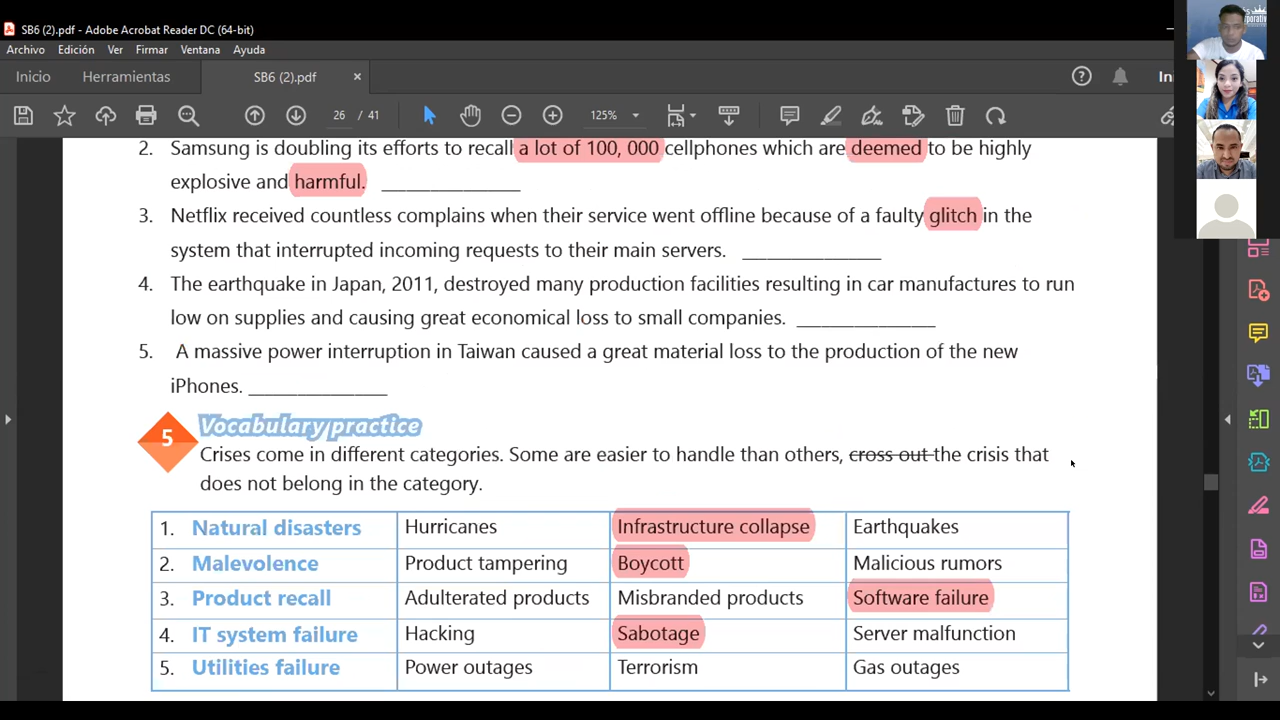 SB6 (2).pdf - Adobe Acrobat Reader DC (64-bit)
Archivo Edición Ver Firmar Ventana Ayuda
Inicio Herramientas SB6 (2).pdf × In
26 / 41 125%
2. Samsung is doubling its efforts to recall a lot of 100, 000 cellphones which are deemed to be highly
explosive and harmful. ______________
3. Netflix received countless complains when their service went offline because of a faulty glitch in the
system that interrupted incoming requests to their main servers. ______________
4. The earthquake in Japan, 2011, destroyed many production facilities resulting in car manufactures to run
low on supplies and causing great economical loss to small companies. ______________
5. A massive power interruption in Taiwan caused a great material loss to the production of the new
iPhones. ______________
5 Vocabulary practice
Crises come in different categories. Some are easier to handle than others, cross out the crisis that
does not belong in the category.
1. Natural disasters Hurricanes Infrastructure collapse Earthquakes
2. Malevolence Product tampering Boycott Malicious rumors
3. Product recall Adulterated products Misbranded products Software failure
4. IT system failure Hacking Sabotage Server malfunction
5. Utilities failure Power outages Terrorism Gas outages